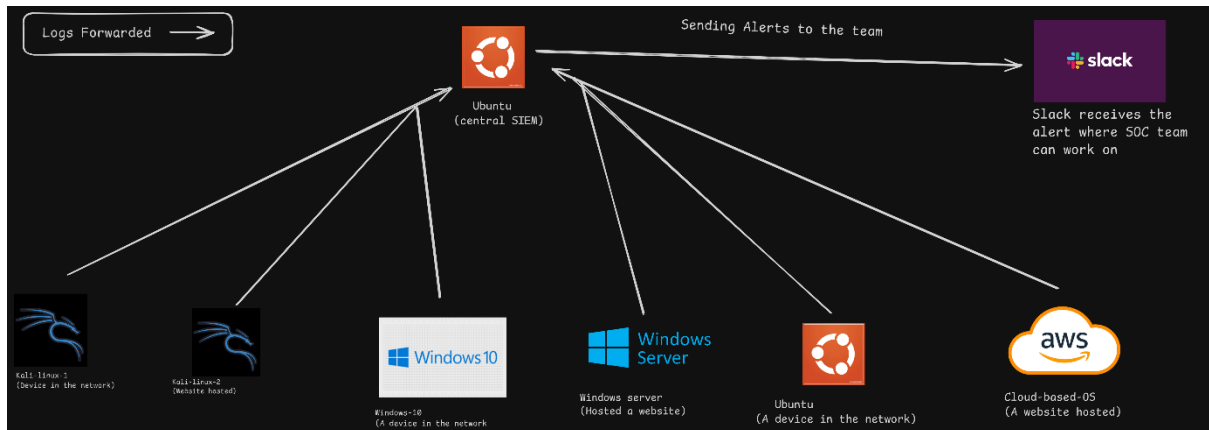 Logs Forwarded
Sending Alerts to the team
slack
Ubuntu
(central SIEM)
Slack receives the
alert where SOC team
can work on
Kali-linux-1
(Device in the network)
Kali-linux-2
(Website hosted)
Windows 10
Windows-10
(A device in the network
Windows
Server
Windows server
(Hosted a website)
Ubuntu
(A device in the network)
aws
Cloud-based-OS
(A website hosted)